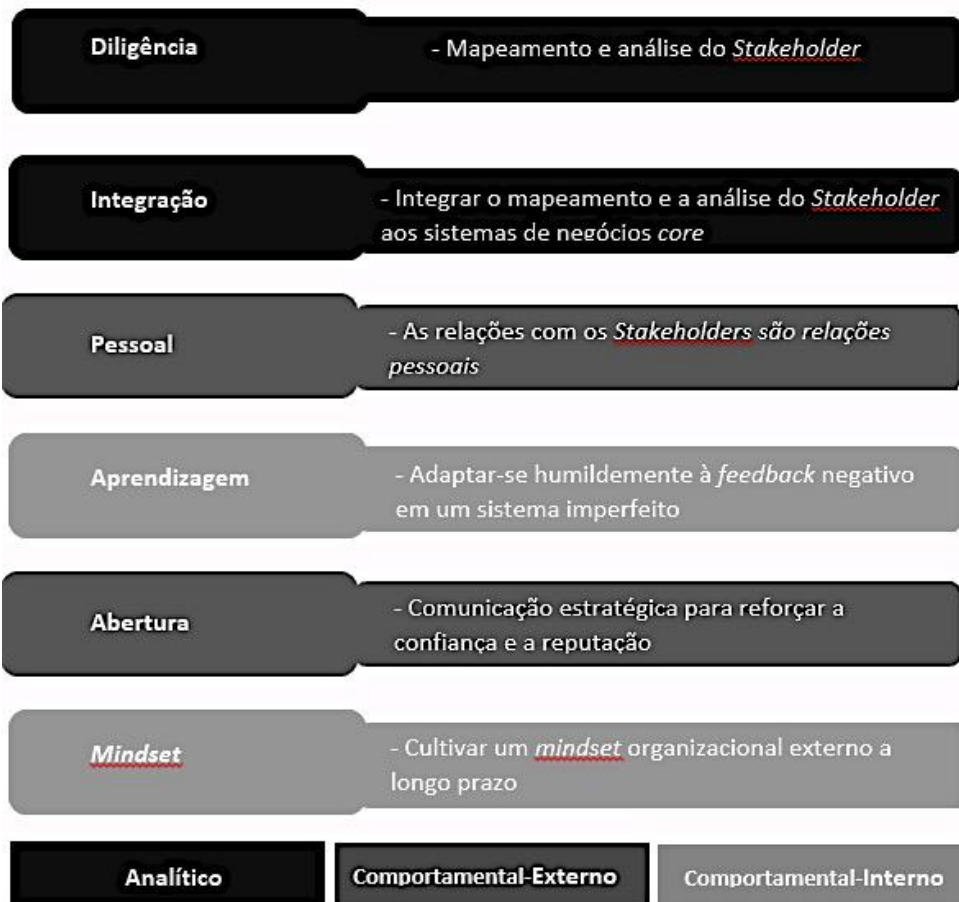 Diligência
- Mapeamento e análise do Stakeholder
Integração
- Integrar o mapeamento e a análise do Stakeholder
aos sistemas de negócios core
Pessoal
- As relações com os Stakeholders são relações
pessoais
Aprendizagem
- Adaptar-se humildemente à feedback negativo
em um sistema imperfeito
Abertura
- Comunicação estratégica para reforçar a
confiança e a reputação
Mindset
- Cultivar um mindset organizacional externo a
longo prazo
Analítico
Comportamental-Externo
Comportamental-Interno